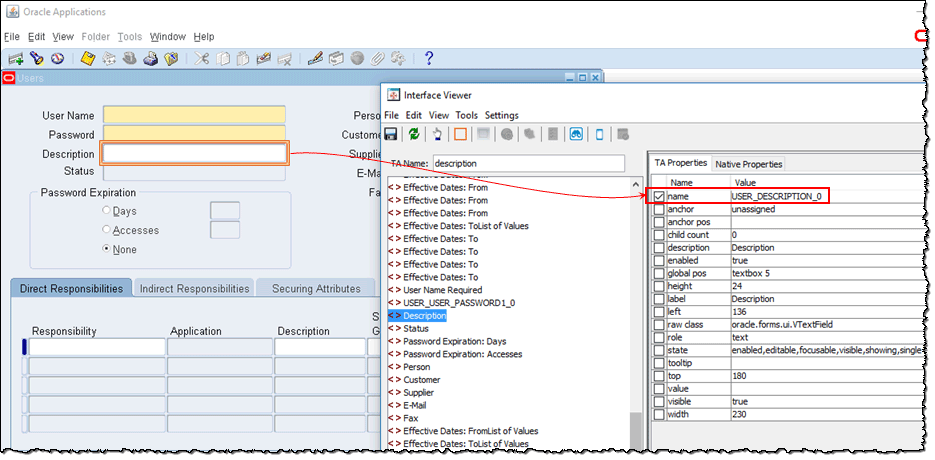 Oracle Applications
File Edit View Folder Tools Window Help
Users
User Name
Password
Description
Status
Password Expiration
Days
Accesses
None
Direct Responsibilities Indirect Responsibilities Securing Attributes
Responsibility Application Description
Interface Viewer
File Edit View Tools Settings
TA Name: description
Effective Dates: From
Effective Dates: From
Effective Dates: From
Effective Dates: From
Effective Dates: ToList of Values
Effective Dates: To
Effective Dates: To
Effective Dates: To
Effective Dates: To
User Name Required
USER_USER_PASSWORD1_0
Description
Status
Password Expiration: Days
Password Expiration: Accesses
Person
Customer
Supplier
E-Mail
Fax
Effective Dates: FromList of Values
Effective Dates: ToList of Values
TA Properties Native Properties
Name Value
name USER_DESCRIPTION_0
anchor unassigned
anchor pos
child count 0
description Description
enabled true
global pos textbox 5
height 24
label Description
left 136
raw class oracle.forms.ui.VTextField
role text
state enabled,editable,focusable,visible,showing,single
tooltip
top 180
value
visible true
width 230